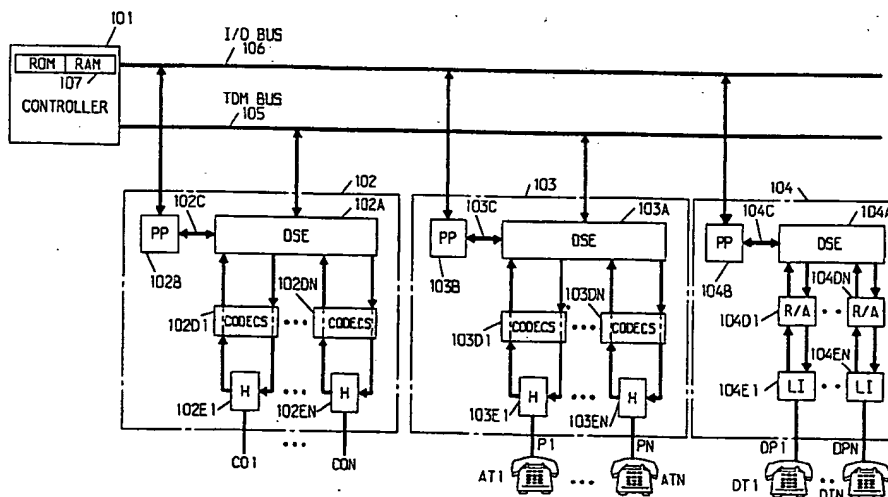 101
I/O BUS
106
ROM RAM
107
CONTROLLER
TDM BUS
105
102
102A
102C
PP
102B
DSE
102D1
CODECS
102DN
CODECS
102E1
H
102EN
H
CO1
CON
103
103A
103C
PP
103B
DSE
103D1
CODECS
103DN
CODECS
103E1
H
103EN
H
P1
PN
AT1
ATN
104
104A
104C
PP
104B
DSE
104DN
R/A
R/A
104D1
104EN
104E1
LI
LI
DP1
DPN
DT1
DTN